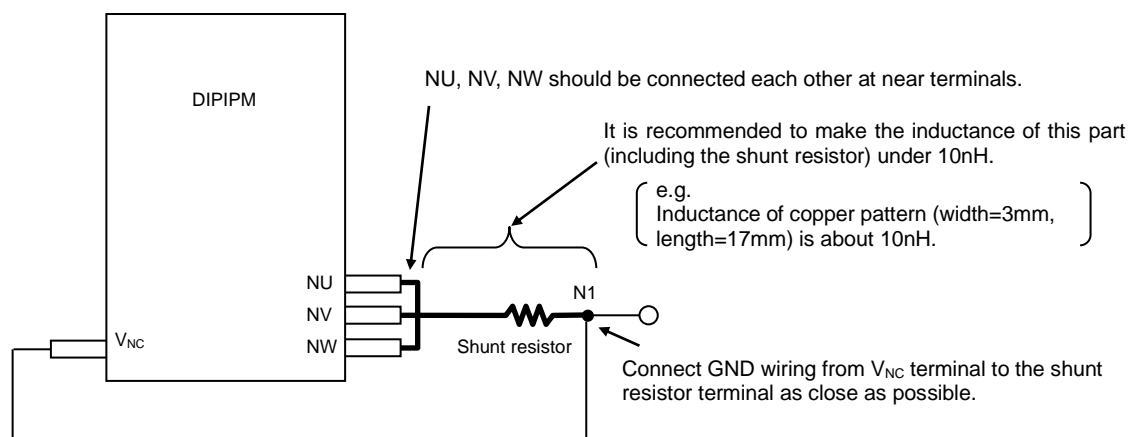 NU, NV, NW should be connected each other at near terminals.
DIPIPM
It is recommended to make the inductance of this part
(including the shunt resistor) under 10nH.
e.g.
Inductance of copper pattern (width=3mm,
length=17mm) is about 10nH.
NU
N1
NV
VNC
NW
Shunt resistor
Connect GND wiring from VNC terminal to the shunt
resistor terminal as close as possible.